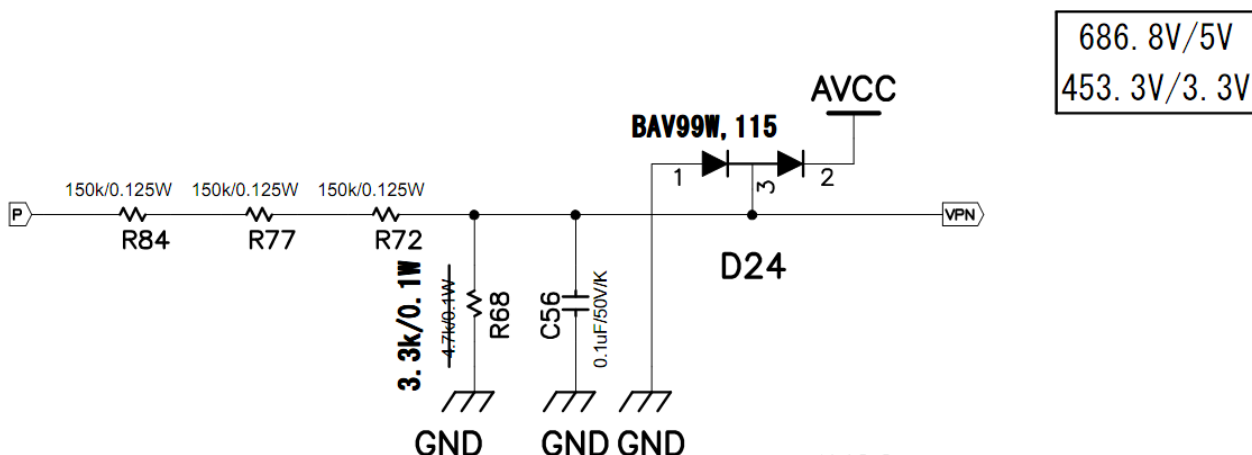 686.8V/5V
453.3V/3.3V
AVCC
BAV99W,115
1
3
2
150k/0.125W
150k/0.125W
150k/0.125W
P
R84
R77
R72
VPN
D24
3.3k/0.1W
4.7k/0.1W
R68
C56
0.1uF/50V/K
GND
GND
GND